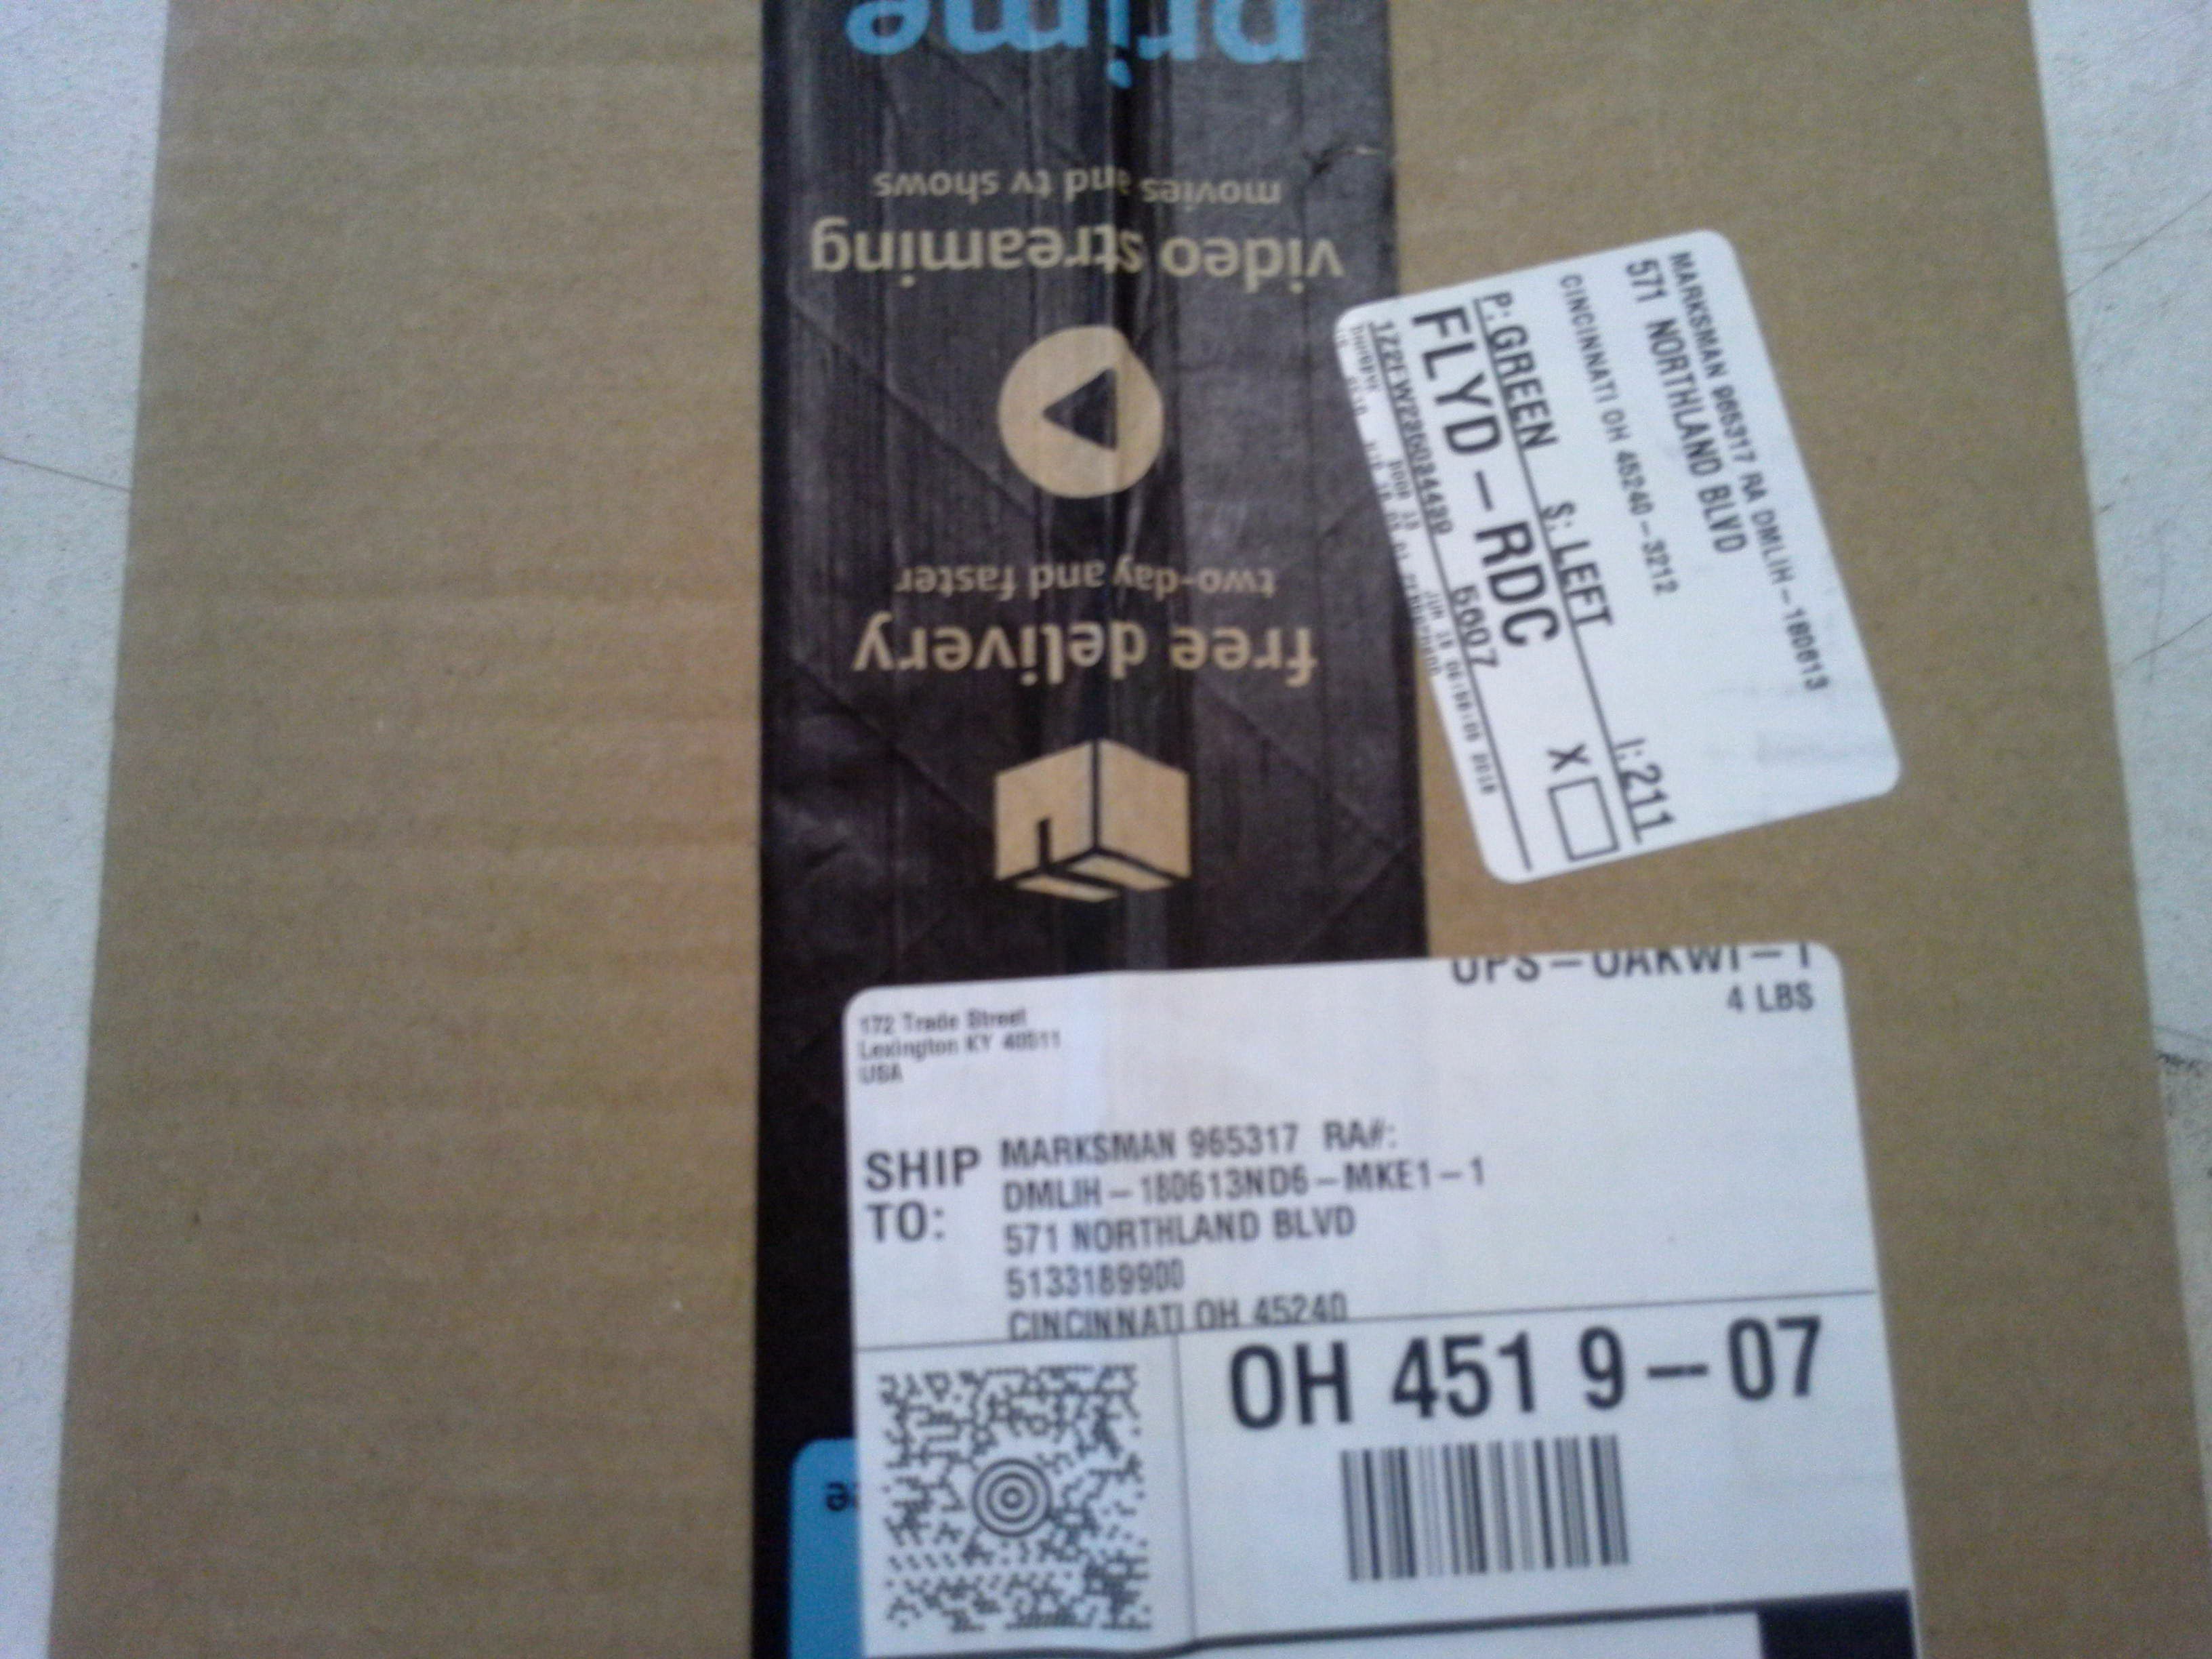 prime
movies and tv shows
video streaming
two-day and faster
free delivery
MARKSMAN 965317 RA DMLIH-180613
571 NORTHLAND BLVD
CINCINNATI OH 45240-3212
P: GREEN S: LEFT I: 211
FLYD-RDC X
5607
UPS-OAKWI-1
4 LBS
172 Trade Street
Lexington KY 40511
USA
SHIP TO:
MARKSMAN 965317 RA#:
DMLIH-180613ND6-MKE1-1
571 NORTHLAND BLVD
5133189900
CINCINNATI OH 45240
OH 451 9-07